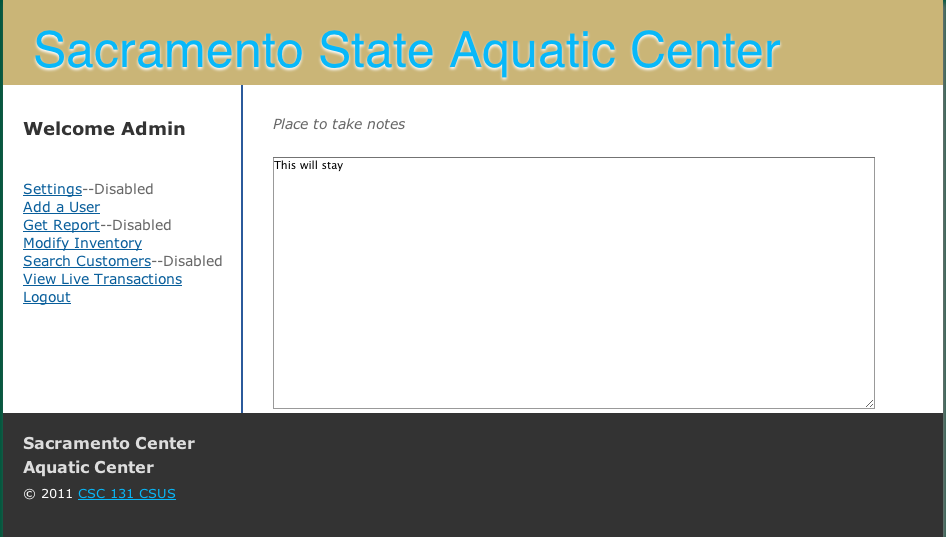 Sacramento State Aquatic Center
Welcome Admin
Settings--Disabled
Add a User
Get Report--Disabled
Modify Inventory
Search Customers--Disabled
View Live Transactions
Logout
Place to take notes
This will stay
Sacramento Center
Aquatic Center
© 2011 CSC 131 CSUS